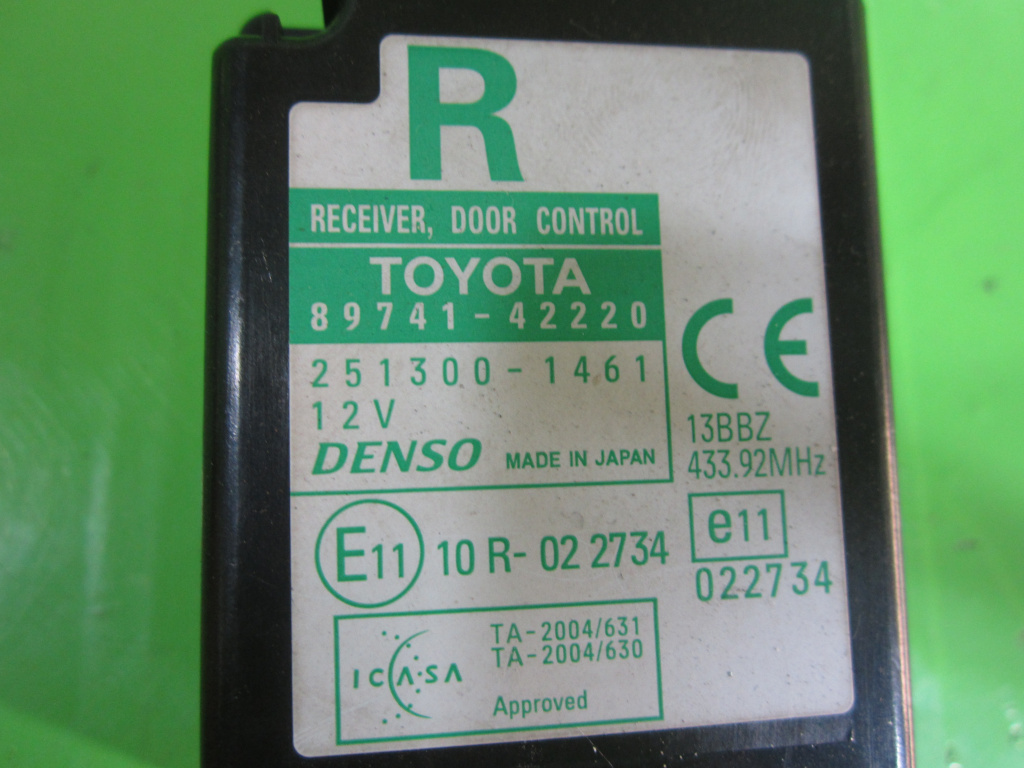 R
RECEIVER, DOOR CONTROL
TOYOTA
89741-42220
251300-1461
12V
DENSO MADE IN JAPAN
CE
13BBZ
433.92MHz
E11 10 R- 02 2734
e11
022734
ICASA
TA-2004/631
TA-2004/630
Approved